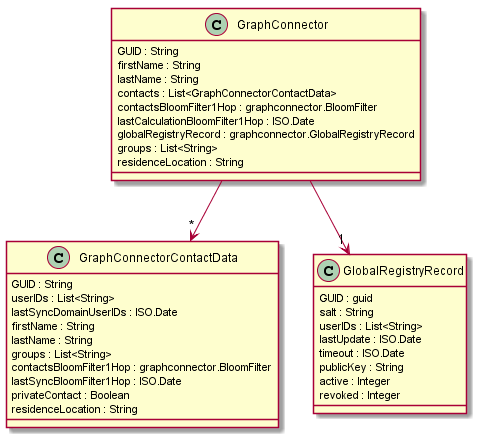 C GraphConnector
GUID : String
firstName : String
lastName : String
contacts : List<GraphConnectorContactData>
contactsBloomFilter1Hop : graphconnector.BloomFilter
lastCalculationBloomFilter1Hop : ISO.Date
globalRegistryRecord : graphconnector.GlobalRegistryRecord
groups : List<String>
residenceLocation : String
*
1
C GraphConnectorContactData
GUID : String
userIDs : List<String>
lastSyncDomainUserIDs : ISO.Date
firstName : String
lastName : String
groups : List<String>
contactsBloomFilter1Hop : graphconnector.BloomFilter
lastSyncBloomFilter1Hop : ISO.Date
privateContact : Boolean
residenceLocation : String
C GlobalRegistryRecord
GUID : guid
salt : String
userIDs : List<String>
lastUpdate : ISO.Date
timeout : ISO.Date
publicKey : String
active : Integer
revoked : Integer